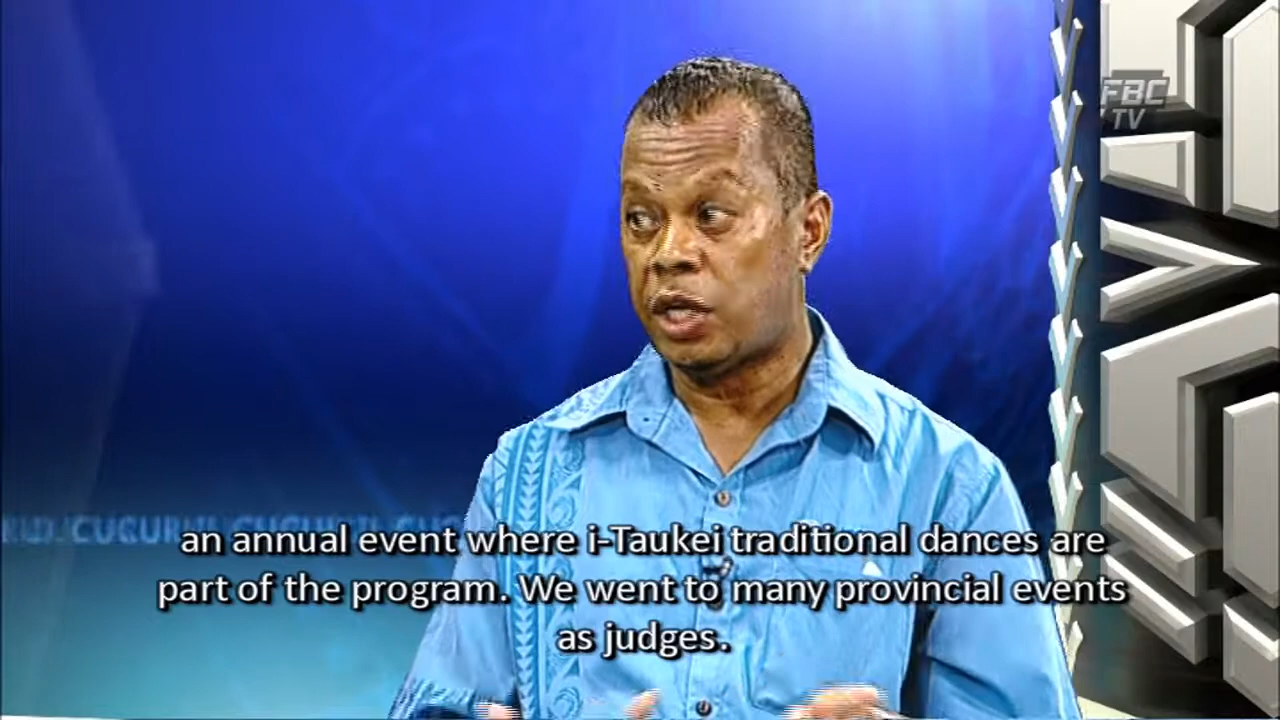 FBC
TV
an annual event where i-Taukei traditional dances are
part of the program. We went to many provincial events
as judges.